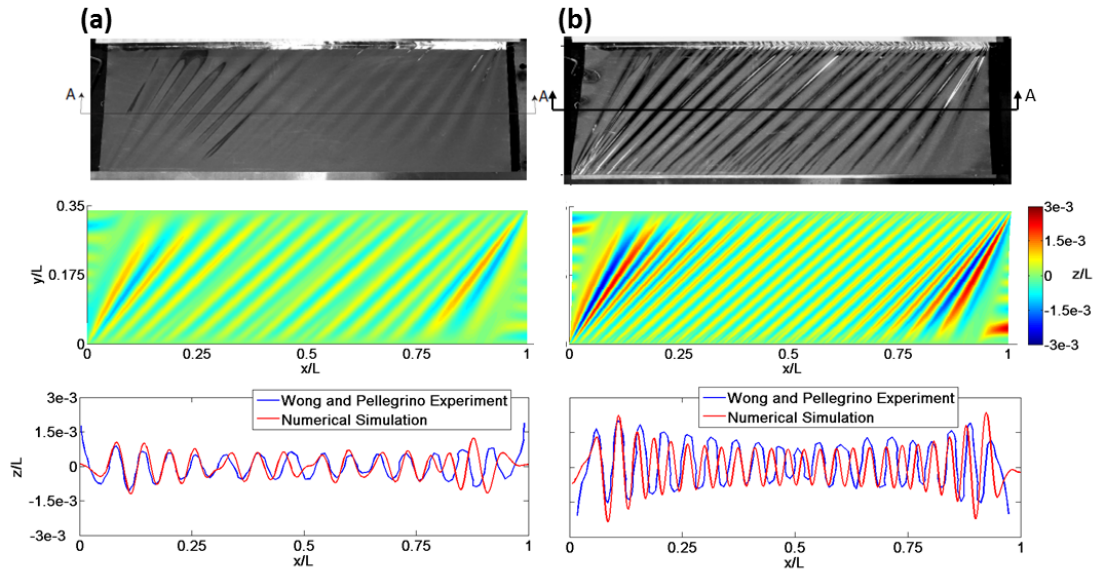 (a)
(b)
A
A
A
A
0.35
0.175
0
y/L
0
0.25
0.5
0.75
1
x/L
0
0.25
0.5
0.75
1
x/L
3e-3
1.5e-3
0
z/L
-1.5e-3
-3e-3
3e-3
1.5e-3
0
-1.5e-3
-3e-3
z/L
Wong and Pellegrino Experiment
Numerical Simulation
0
0.25
0.5
0.75
1
x/L
Wong and Pellegrino Experiment
Numerical Simulation
0
0.25
0.5
0.75
1
x/L